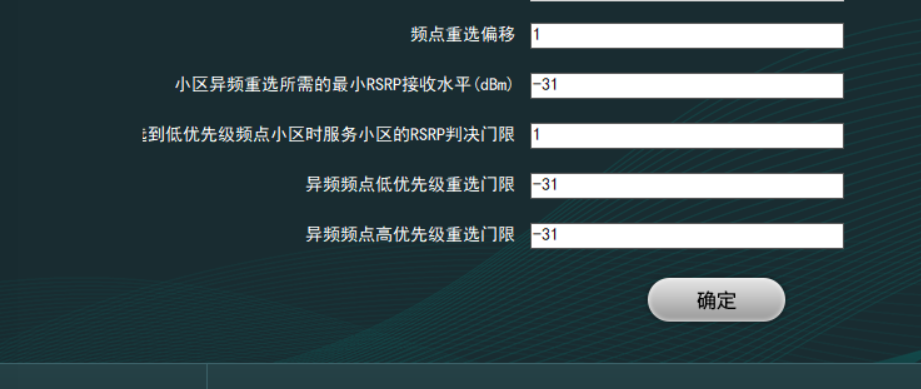 频点重选偏移 1
小区异频重选所需的最小RSRP接收水平(dBm) -31
到低优先级频点小区时服务小区的RSRP判决门限 1
异频频点低优先级重选门限 -31
异频频点高优先级重选门限 -31
确定